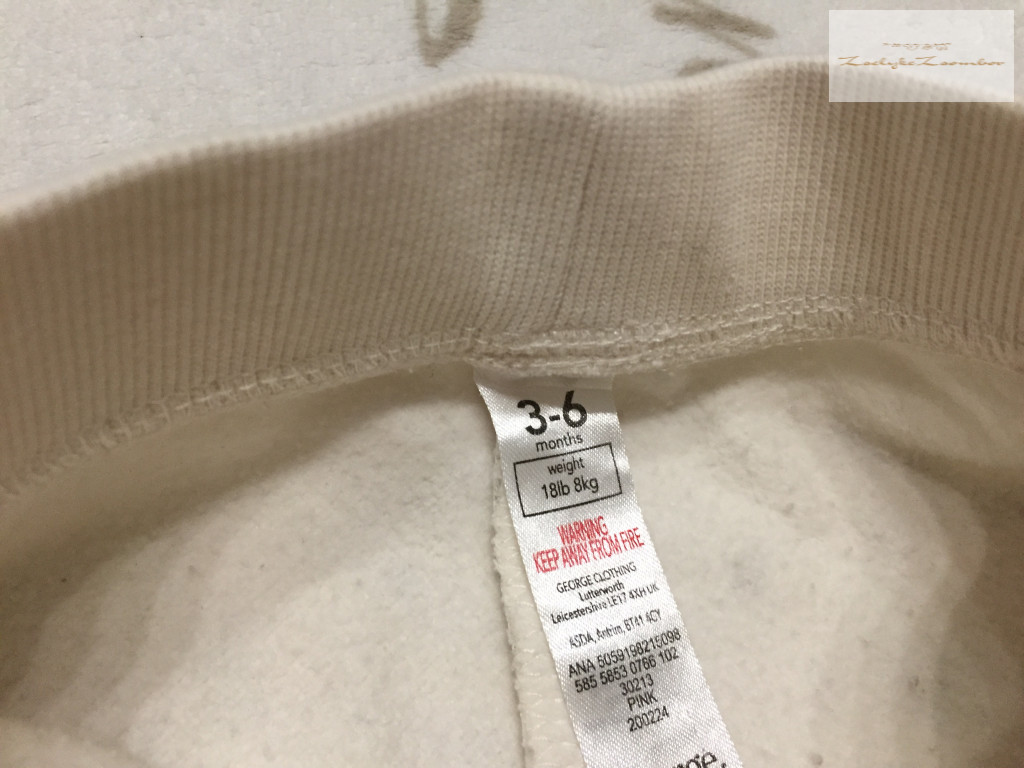 3-6
months
weight
18lb 8kg
WARNING
KEEP AWAY FROM FIRE
GEORGE CLOTHING
Lutterworth
Leicestershire LE17 4XH UK
ASDA, Antrim, BT41 4CY
ANA 5059198215098
585 5853 0766 102
30213
PINK
200224